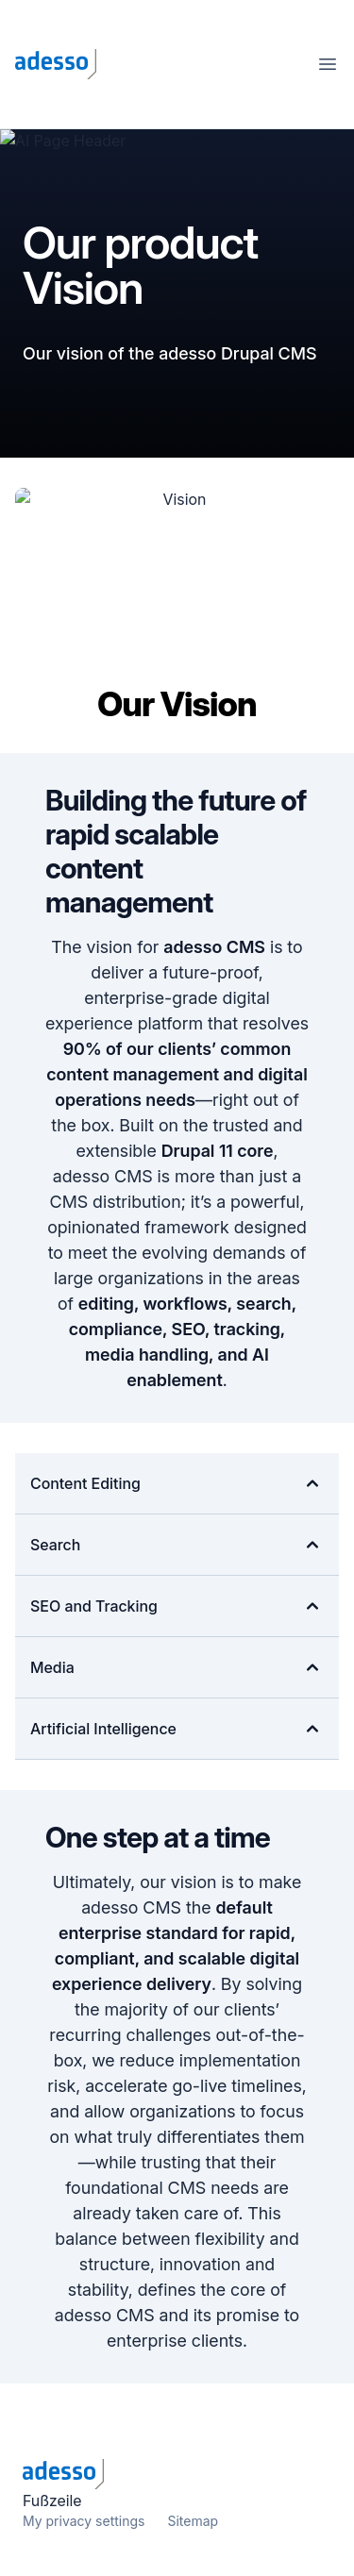 adesso
AI Page Header
Our product
Vision
Our vision of the adesso Drupal CMS
Vision
Our Vision
Building the future of
rapid scalable
content
management
The vision for adesso CMS is to
deliver a future-proof,
enterprise-grade digital
experience platform that resolves
90% of our clients’ common
content management and digital
operations needs—right out of
the box. Built on the trusted and
extensible Drupal 11 core,
adesso CMS is more than just a
CMS distribution; it’s a powerful,
opinionated framework designed
to meet the evolving demands of
large organizations in the areas
of editing, workflows, search,
compliance, SEO, tracking,
media handling, and AI
enablement.
Content Editing
Search
SEO and Tracking
Media
Artificial Intelligence
One step at a time
Ultimately, our vision is to make
adesso CMS the default
enterprise standard for rapid,
compliant, and scalable digital
experience delivery. By solving
the majority of our clients’
recurring challenges out-of-the-
box, we reduce implementation
risk, accelerate go-live timelines,
and allow organizations to focus
on what truly differentiates them
—while trusting that their
foundational CMS needs are
already taken care of. This
balance between flexibility and
structure, innovation and
stability, defines the core of
adesso CMS and its promise to
enterprise clients.
adesso
Fußzeile
My privacy settings Sitemap